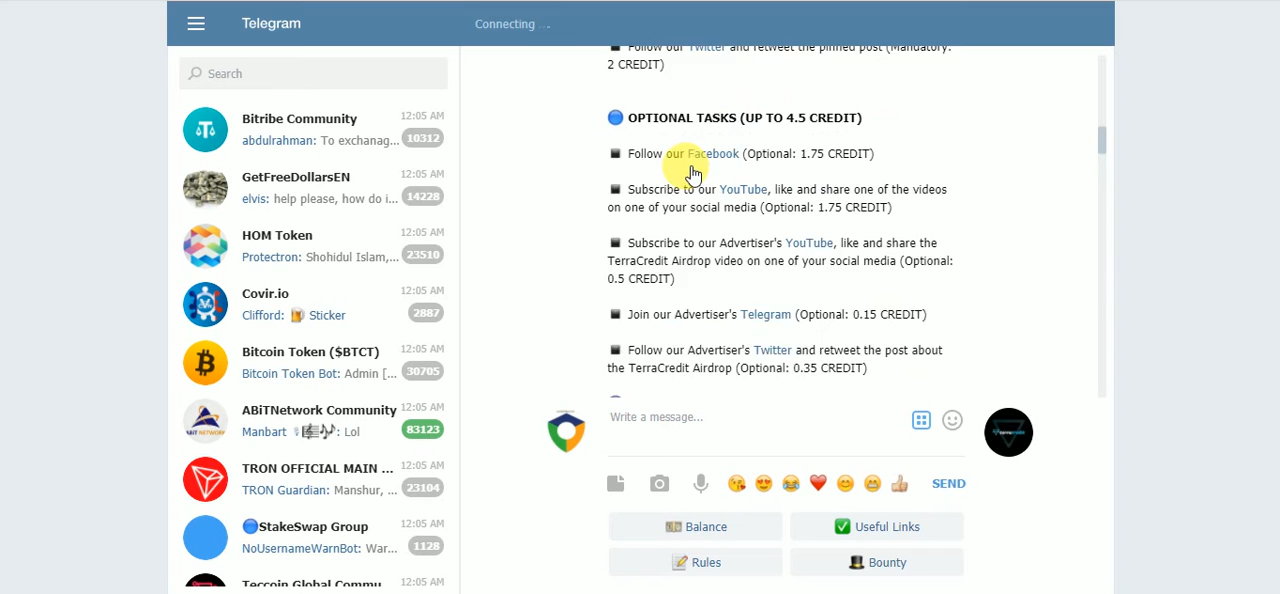 Telegram
Connecting ...
Search
Bitribe Community 12:05 AM
abdulrahman: To exchanag... 10312
GetFreeDollarsEN 12:05 AM
elvis: help please, how do i... 14228
HOM Token 12:05 AM
Protectron: Shohidul Islam,... 23510
Covir.io 12:05 AM
Clifford: 🍺 Sticker 2887
Bitcoin Token ($BTCT) 12:05 AM
Bitcoin Token Bot: Admin [... 30705
ABiTNetwork Community 12:05 AM
Manbart 🎼🎶: Lol 83123
TRON OFFICIAL MAIN ... 12:05 AM
TRON Guardian: Manshur, ... 23104
🔵StakeSwap Group 12:05 AM
NoUsernameWarnBot: War... 1128
Teccoin Global Commu... 12:05 AM
◾ Follow our Twitter and retweet the pinned post (Mandatory:
2 CREDIT)
🔵 OPTIONAL TASKS (UP TO 4.5 CREDIT)
◾ Follow our Facebook (Optional: 1.75 CREDIT)
◾ Subscribe to our YouTube, like and share one of the videos
on one of your social media (Optional: 1.75 CREDIT)
◾ Subscribe to our Advertiser's YouTube, like and share the
TerraCredit Airdrop video on one of your social media (Optional:
0.5 CREDIT)
◾ Join our Advertiser's Telegram (Optional: 0.15 CREDIT)
◾ Follow our Advertiser's Twitter and retweet the post about
the TerraCredit Airdrop (Optional: 0.35 CREDIT)
Write a message...
😘 😍 😂 ❤️ 😊 😁 👍 SEND
💵 Balance
✅ Useful Links
📝 Rules
🎩 Bounty